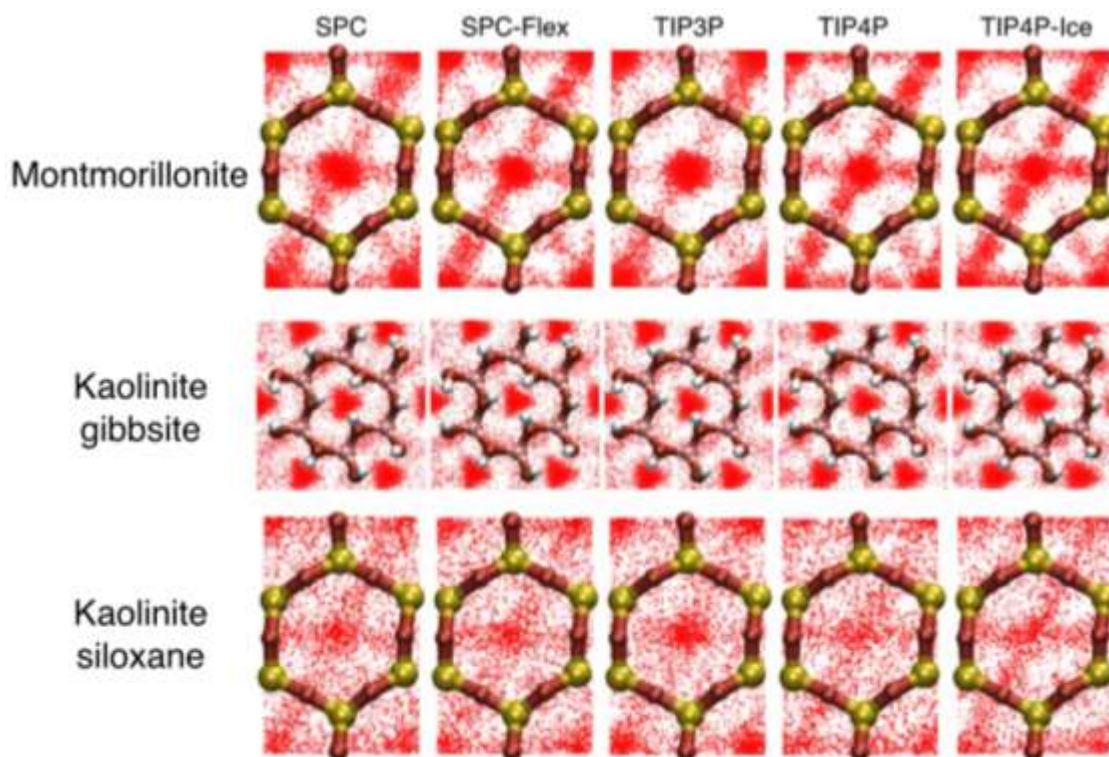 SPC SPC-Flex TIP3P TIP4P TIP4P-Ice
Montmorillonite
Kaolinite
gibbsite
Kaolinite
siloxane